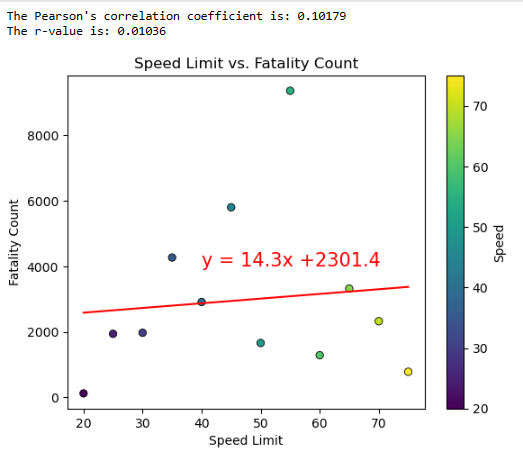 The Pearson's correlation coefficient is: 0.10179
The r-value is: 0.01036
Speed Limit vs. Fatality Count
8000
6000
4000
2000
0
Fatality Count
y = 14.3x +2301.4
20 30 40 50 60 70
Speed Limit
70
60
50
40
30
20
Speed